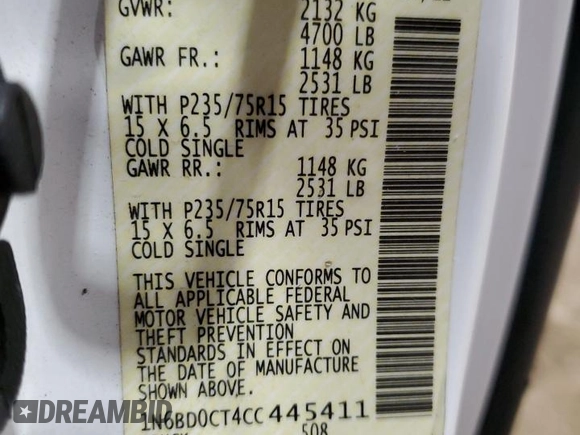 GVWR: 2132 KG
4700 LB
GAWR FR.: 1148 KG
2531 LB
WITH P235/75R15 TIRES
15 X 6.5 RIMS AT 35 PSI
COLD SINGLE
GAWR RR.: 1148 KG
2531 LB
WITH P235/75R15 TIRES
15 X 6.5 RIMS AT 35 PSI
COLD SINGLE
THIS VEHICLE CONFORMS TO
ALL APPLICABLE FEDERAL
MOTOR VEHICLE SAFETY AND
THEFT PREVENTION
STANDARDS IN EFFECT ON
THE DATE OF MANUFACTURE
SHOWN ABOVE.
1N6BD0CT4CC 445411
508
DREAMBID